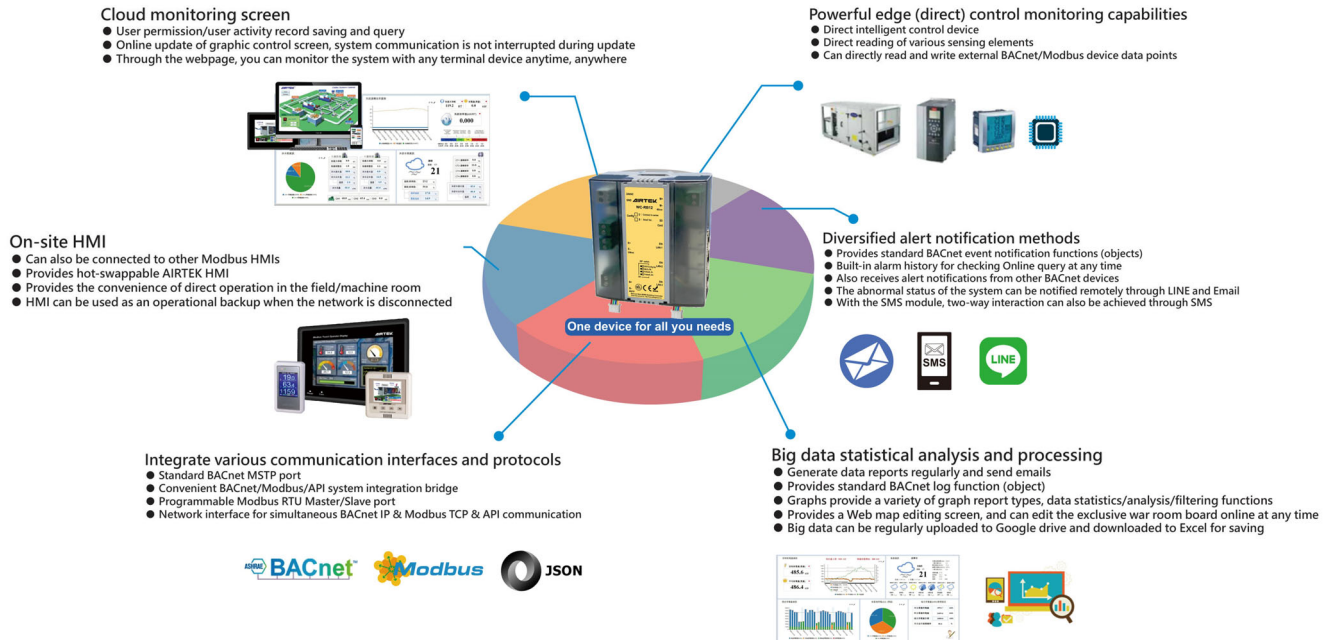 Cloud monitoring screen
● User permission/user activity record saving and query
● Online update of graphic control screen, system communication is not interrupted during update
● Through the webpage, you can monitor the system with any terminal device anytime, anywhere
Powerful edge (direct) control monitoring capabilities
● Direct intelligent control device
● Direct reading of various sensing elements
● Can directly read and write external BACnet/Modbus device data points
0,000
21
AIRTEK
On-site HMI
● Can also be connected to other Modbus HMIs
● Provides hot-swappable AIRTEK HMI
● Provides the convenience of direct operation in the field/machine room
● HMI can be used as an operational backup when the network is disconnected
Diversified alert notification methods
● Provides standard BACnet event notification functions (objects)
● Built-in alarm history for checking Online query at any time
● Also receives alert notifications from other BACnet devices
● The abnormal status of the system can be notified remotely through LINE and Email
● With the SMS module, two-way interaction can also be achieved through SMS
One device for all you needs
AIRTEK
SMS
LINE
Integrate various communication interfaces and protocols
● Standard BACnet MSTP port
● Convenient BACnet/Modbus/API system integration bridge
● Programmable Modbus RTU Master/Slave port
● Network interface for simultaneous BACnet IP & Modbus TCP & API communication
ASHRAE BACnet™
Modbus
JSON
Big data statistical analysis and processing
● Generate data reports regularly and send emails
● Provides standard BACnet log function (object)
● Graphs provide a variety of graph report types, data statistics/analysis/filtering functions
● Provides a Web map editing screen, and can edit the exclusive war room board online at any time
● Big data can be regularly uploaded to Google drive and downloaded to Excel for saving
485.6
486.4
21